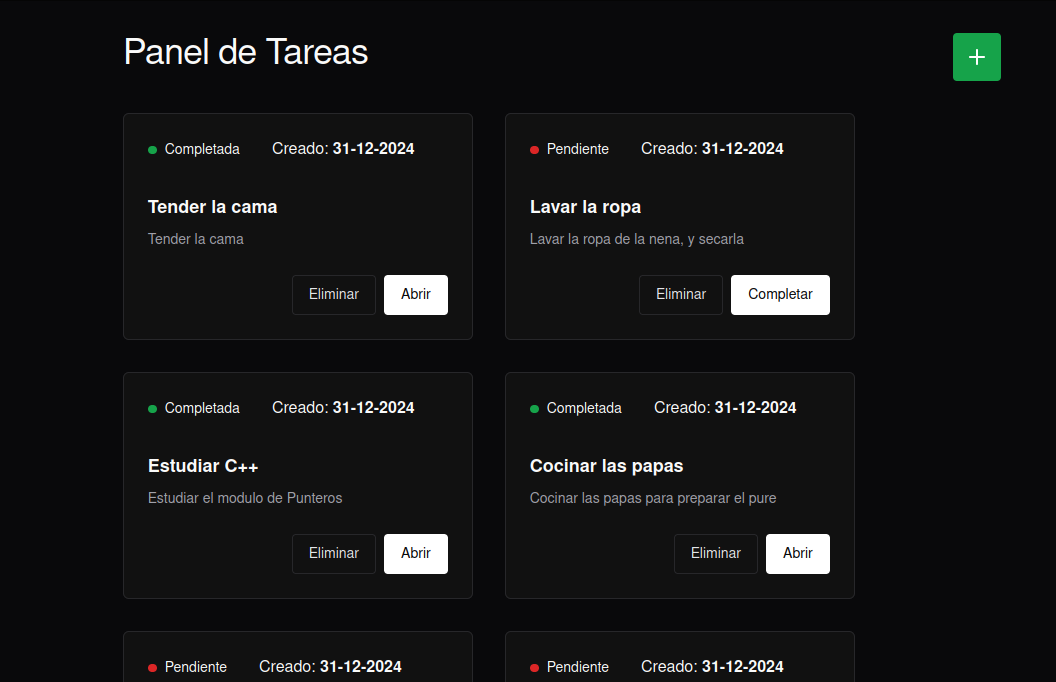 Panel de Tareas
+
Completada Creado: 31-12-2024
Tender la cama
Tender la cama
Eliminar Abrir
Pendiente Creado: 31-12-2024
Lavar la ropa
Lavar la ropa de la nena, y secarla
Eliminar Completar
Completada Creado: 31-12-2024
Estudiar C++
Estudiar el modulo de Punteros
Eliminar Abrir
Completada Creado: 31-12-2024
Cocinar las papas
Cocinar las papas para preparar el pure
Eliminar Abrir
Pendiente Creado: 31-12-2024
Pendiente Creado: 31-12-2024